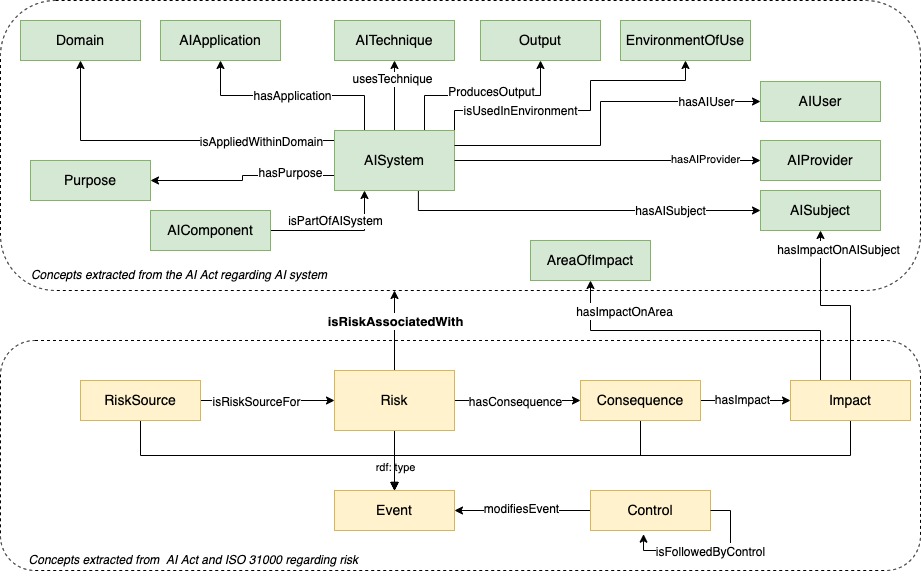 Domain
AIApplication
AITechnique
Output
EnvironmentOfUse
usesTechnique
hasApplication
ProducesOutput
isUsedInEnvironment
hasAIUser
AIUser
isAppliedWithinDomain
AISystem
hasAIProvider
AIProvider
Purpose
hasPurpose
AIComponent
isPartOfAISystem
hasAISubject
AISubject
hasImpactOnAISubject
AreaOfImpact
Concepts extracted from the AI Act regarding AI system
hasImpactOnArea
isRiskAssociatedWith
RiskSource
isRiskSourceFor
Risk
hasConsequence
Consequence
hasImpact
Impact
rdf: type
Event
modifiesEvent
Control
isFollowedByControl
Concepts extracted from  AI Act and ISO 31000 regarding risk